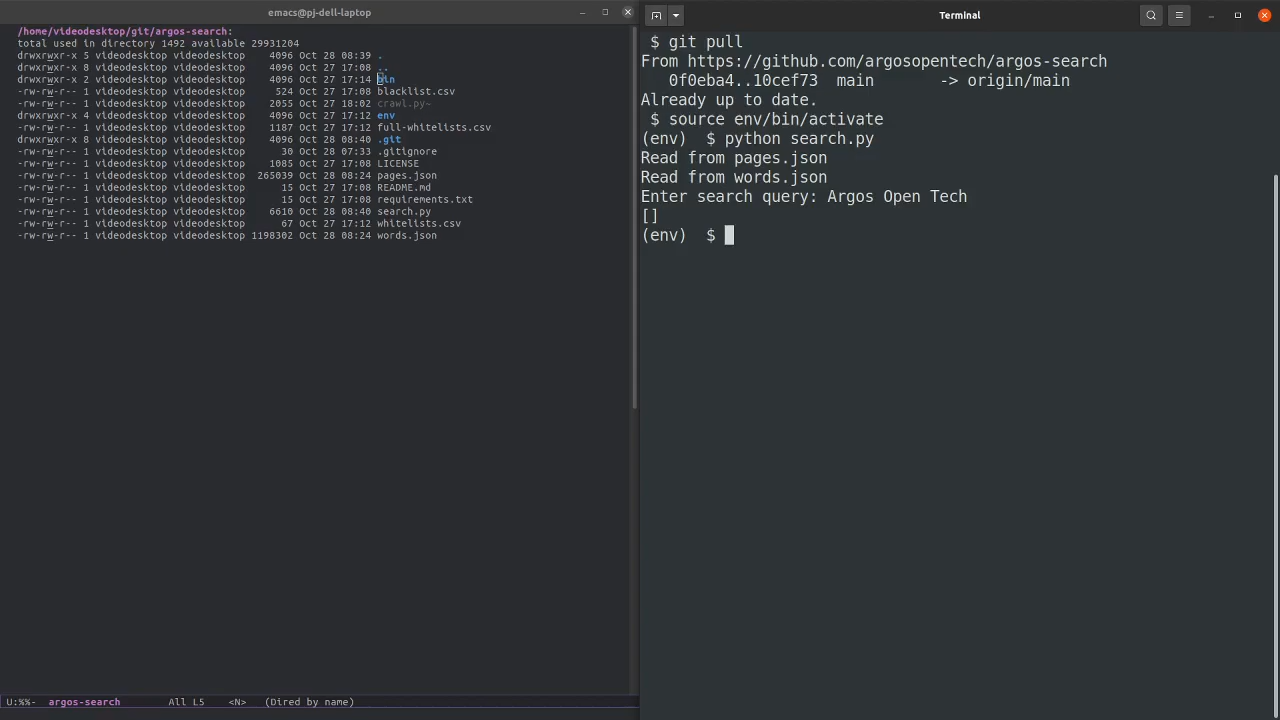 emacs@pj-dell-laptop
/home/videodesktop/git/argos-search:
total used in directory 1492 available 29931204
drwxrwxr-x 5 videodesktop videodesktop    4096 Oct 28 08:39 .
drwxrwxr-x 8 videodesktop videodesktop    4096 Oct 27 17:08 ..
drwxrwxr-x 2 videodesktop videodesktop    4096 Oct 27 17:14 bin
-rw-rw-r-- 1 videodesktop videodesktop     524 Oct 27 17:08 blacklist.csv
-rw-rw-r-- 1 videodesktop videodesktop    2055 Oct 27 18:02 crawl.py~
drwxrwxr-x 4 videodesktop videodesktop    4096 Oct 27 17:12 env
-rw-rw-r-- 1 videodesktop videodesktop    1187 Oct 27 17:12 full-whitelists.csv
drwxrwxr-x 8 videodesktop videodesktop    4096 Oct 28 08:40 .git
-rw-rw-r-- 1 videodesktop videodesktop      30 Oct 28 07:33 .gitignore
-rw-rw-r-- 1 videodesktop videodesktop    1085 Oct 27 17:08 LICENSE
-rw-rw-r-- 1 videodesktop videodesktop  265039 Oct 28 08:24 pages.json
-rw-rw-r-- 1 videodesktop videodesktop      15 Oct 27 17:08 README.md
-rw-rw-r-- 1 videodesktop videodesktop      15 Oct 27 17:08 requirements.txt
-rw-rw-r-- 1 videodesktop videodesktop    6610 Oct 28 08:40 search.py
-rw-rw-r-- 1 videodesktop videodesktop      67 Oct 27 17:12 whitelists.csv
-rw-rw-r-- 1 videodesktop videodesktop 1198302 Oct 28 08:24 words.json
U:%%-  argos-search        All L5    <N>   (Dired by name)
Terminal
$ git pull
From https://github.com/argosopentech/argos-search
   0f0eba4..10cef73  main       -> origin/main
Already up to date.
$ source env/bin/activate
(env)  $ python search.py
Read from pages.json
Read from words.json
Enter search query: Argos Open Tech
[]
(env)  $